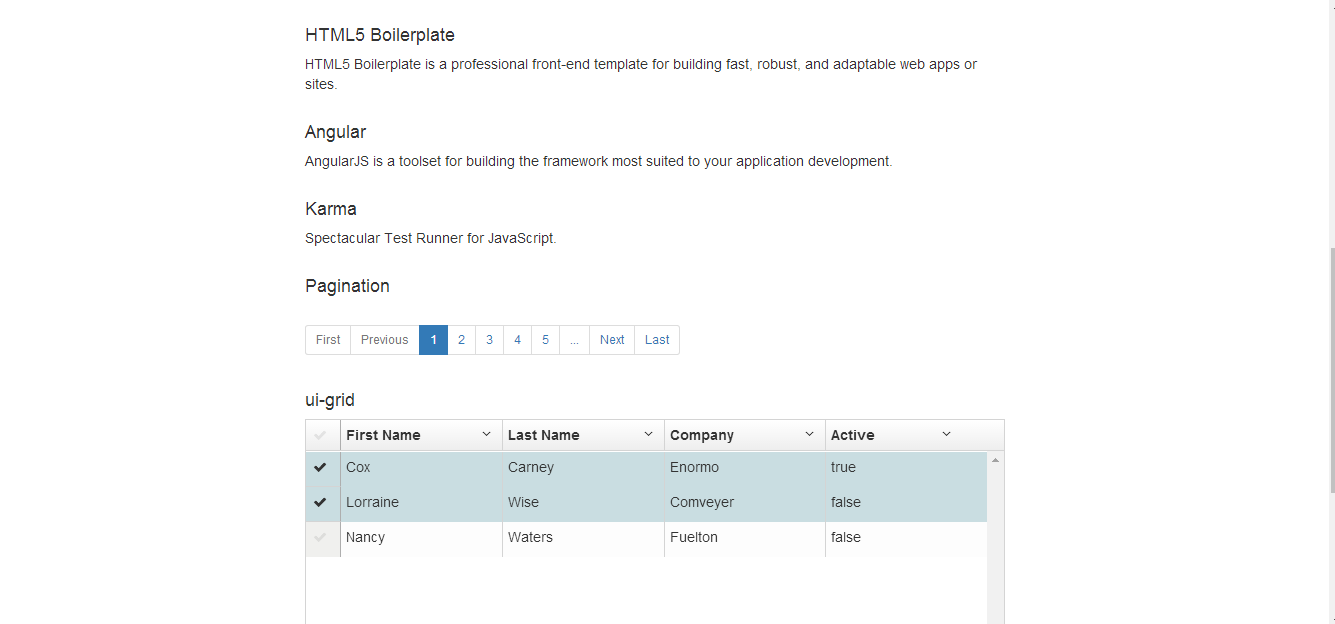 HTML5 Boilerplate
HTML5 Boilerplate is a professional front-end template for building fast, robust, and adaptable web apps or
sites.
Angular
AngularJS is a toolset for building the framework most suited to your application development.
Karma
Spectacular Test Runner for JavaScript.
Pagination
First Previous 1 2 3 4 5 ... Next Last
ui-grid
First Name Last Name Company Active
Cox Carney Enormo true
Lorraine Wise Comveyer false
Nancy Waters Fuelton false